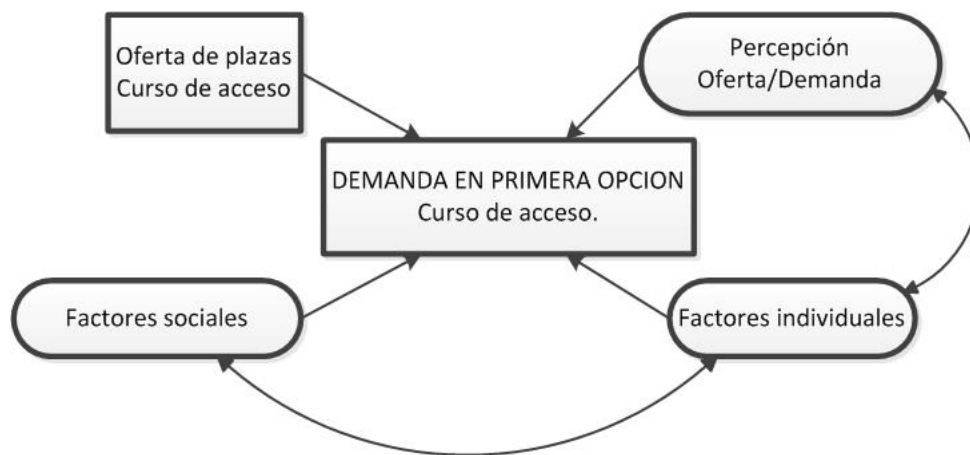 Oferta de plazas
Curso de acceso
Percepción
Oferta/Demanda
DEMANDA EN PRIMERA OPCION
Curso de acceso.
Factores sociales
Factores individuales